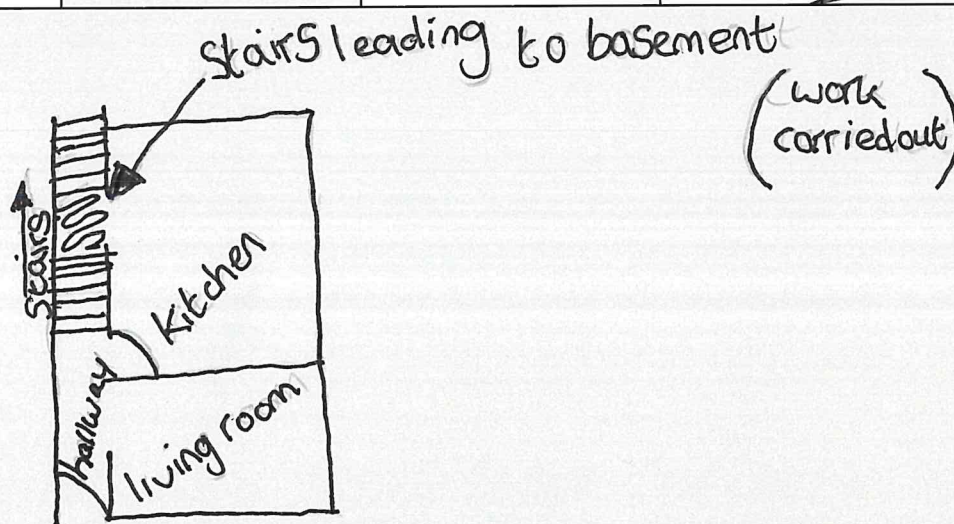 stairs leading to basement
(work
carried out)
stairs
kitchen
hallway
living room